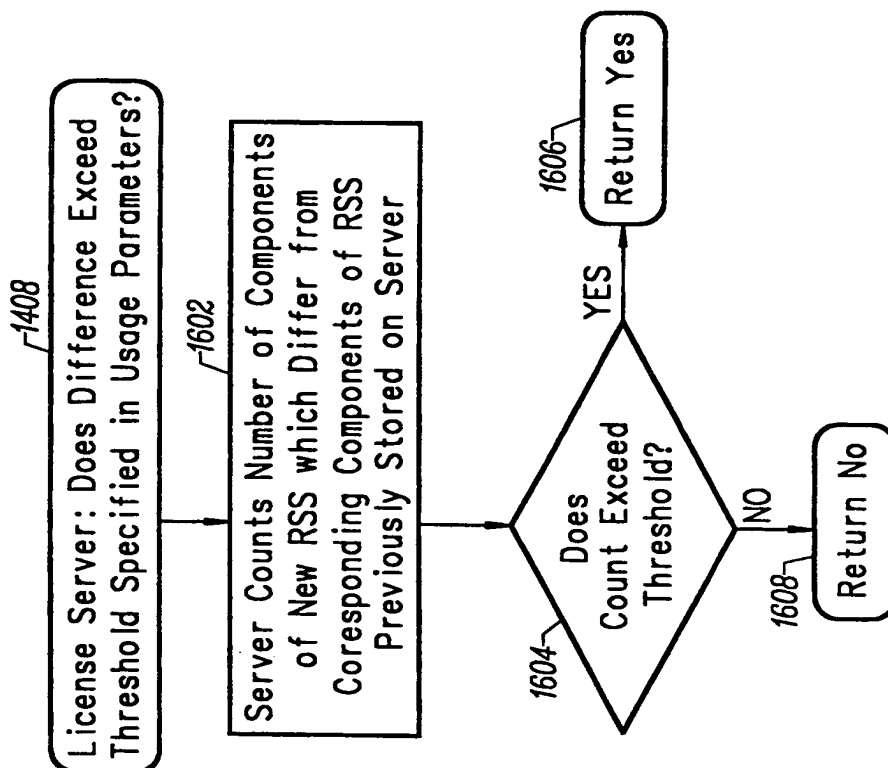 1408
License Server: Does Difference Exceed
Threshold Specified in Usage Parameters?
1602
Server Counts Number of Components
of New RSS which Differ from
Coresponding Components of RSS
Previously Stored on Server
1604
Does
Count Exceed
Threshold?
YES
1606
Return Yes
NO
1608
Return No